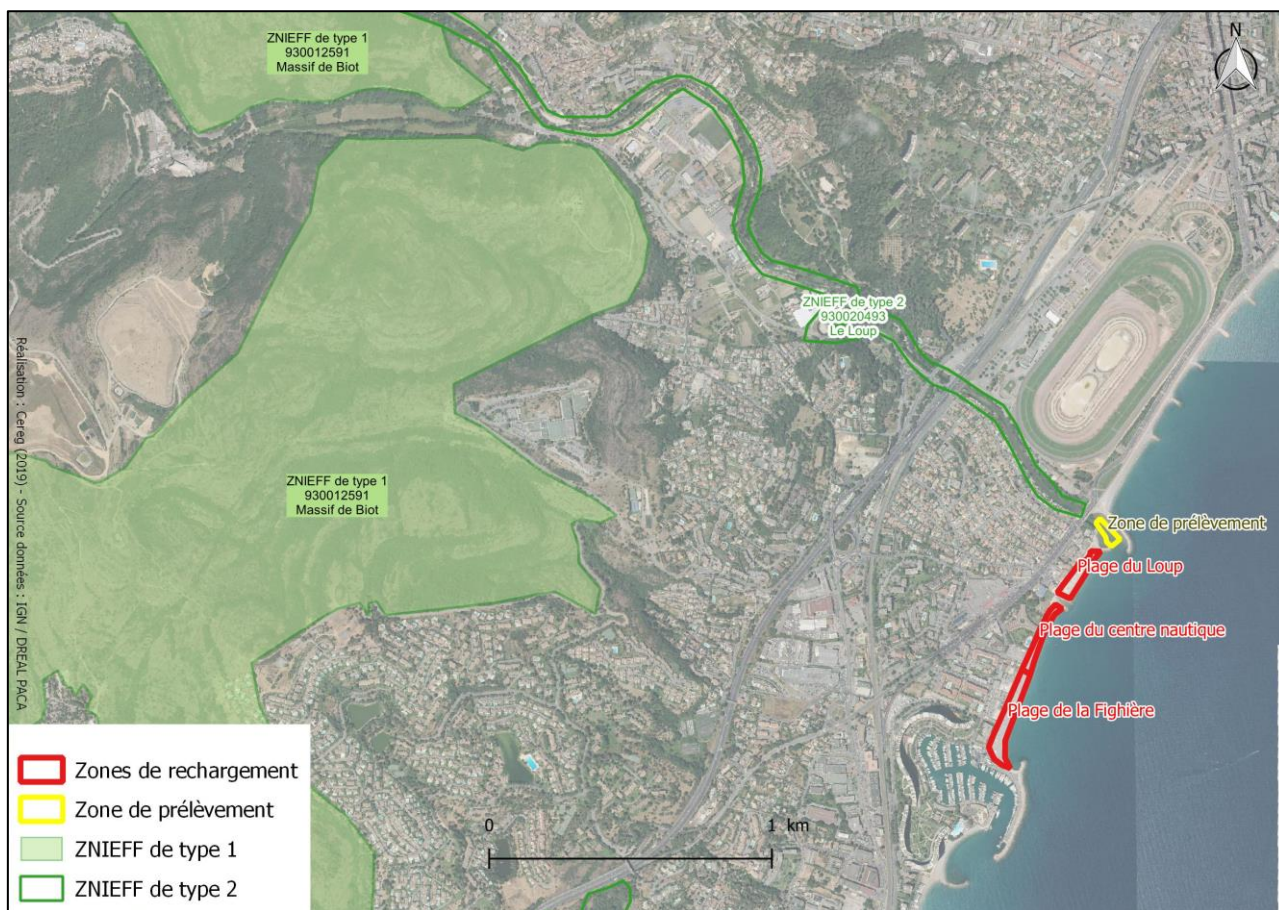 ZNIEFF de type 1
930012591
Massif de Biot
N
ZNIEFF de type 2
930020493
Le Loup
ZNIEFF de type 1
930012591
Massif de Biot
Zone de prélèvement
Plage du Loup
Plage du centre nautique
Plage de la Fighière
Réalisation : Cereg (2019) - Source données : IGN / DREAL PACA
Zones de rechargement
Zone de prélèvement
ZNIEFF de type 1
ZNIEFF de type 2
0 1 km